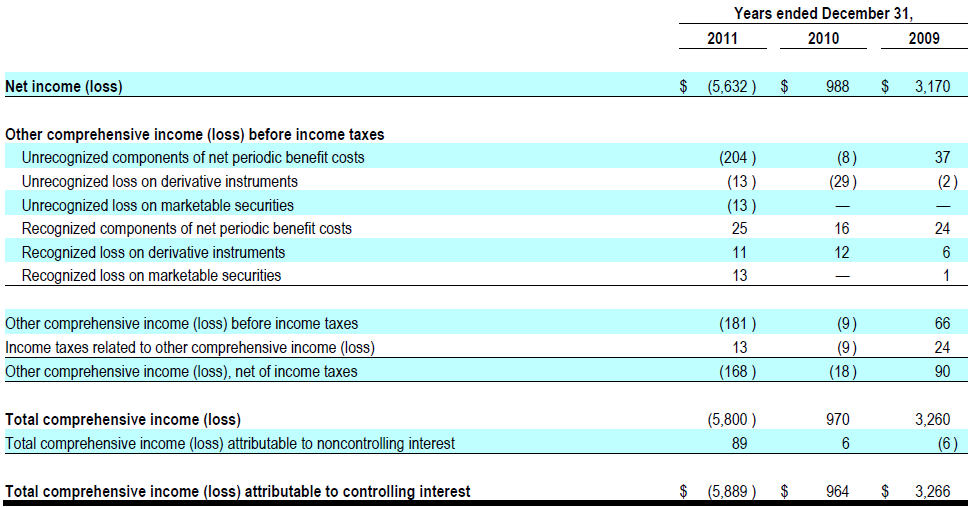 Years ended December 31,
2011 2010 2009
Net income (loss) $ (5,632 ) $ 988 $ 3,170
Other comprehensive income (loss) before income taxes
Unrecognized components of net periodic benefit costs (204 ) (8 ) 37
Unrecognized loss on derivative instruments (13 ) (29 ) (2 )
Unrecognized loss on marketable securities (13 ) — —
Recognized components of net periodic benefit costs 25 16 24
Recognized loss on derivative instruments 11 12 6
Recognized loss on marketable securities 13 — 1
Other comprehensive income (loss) before income taxes (181 ) (9 ) 66
Income taxes related to other comprehensive income (loss) 13 (9 ) 24
Other comprehensive income (loss), net of income taxes (168 ) (18 ) 90
Total comprehensive income (loss) (5,800 ) 970 3,260
Total comprehensive income (loss) attributable to noncontrolling interest 89 6 (6 )
Total comprehensive income (loss) attributable to controlling interest $ (5,889 ) $ 964 $ 3,266